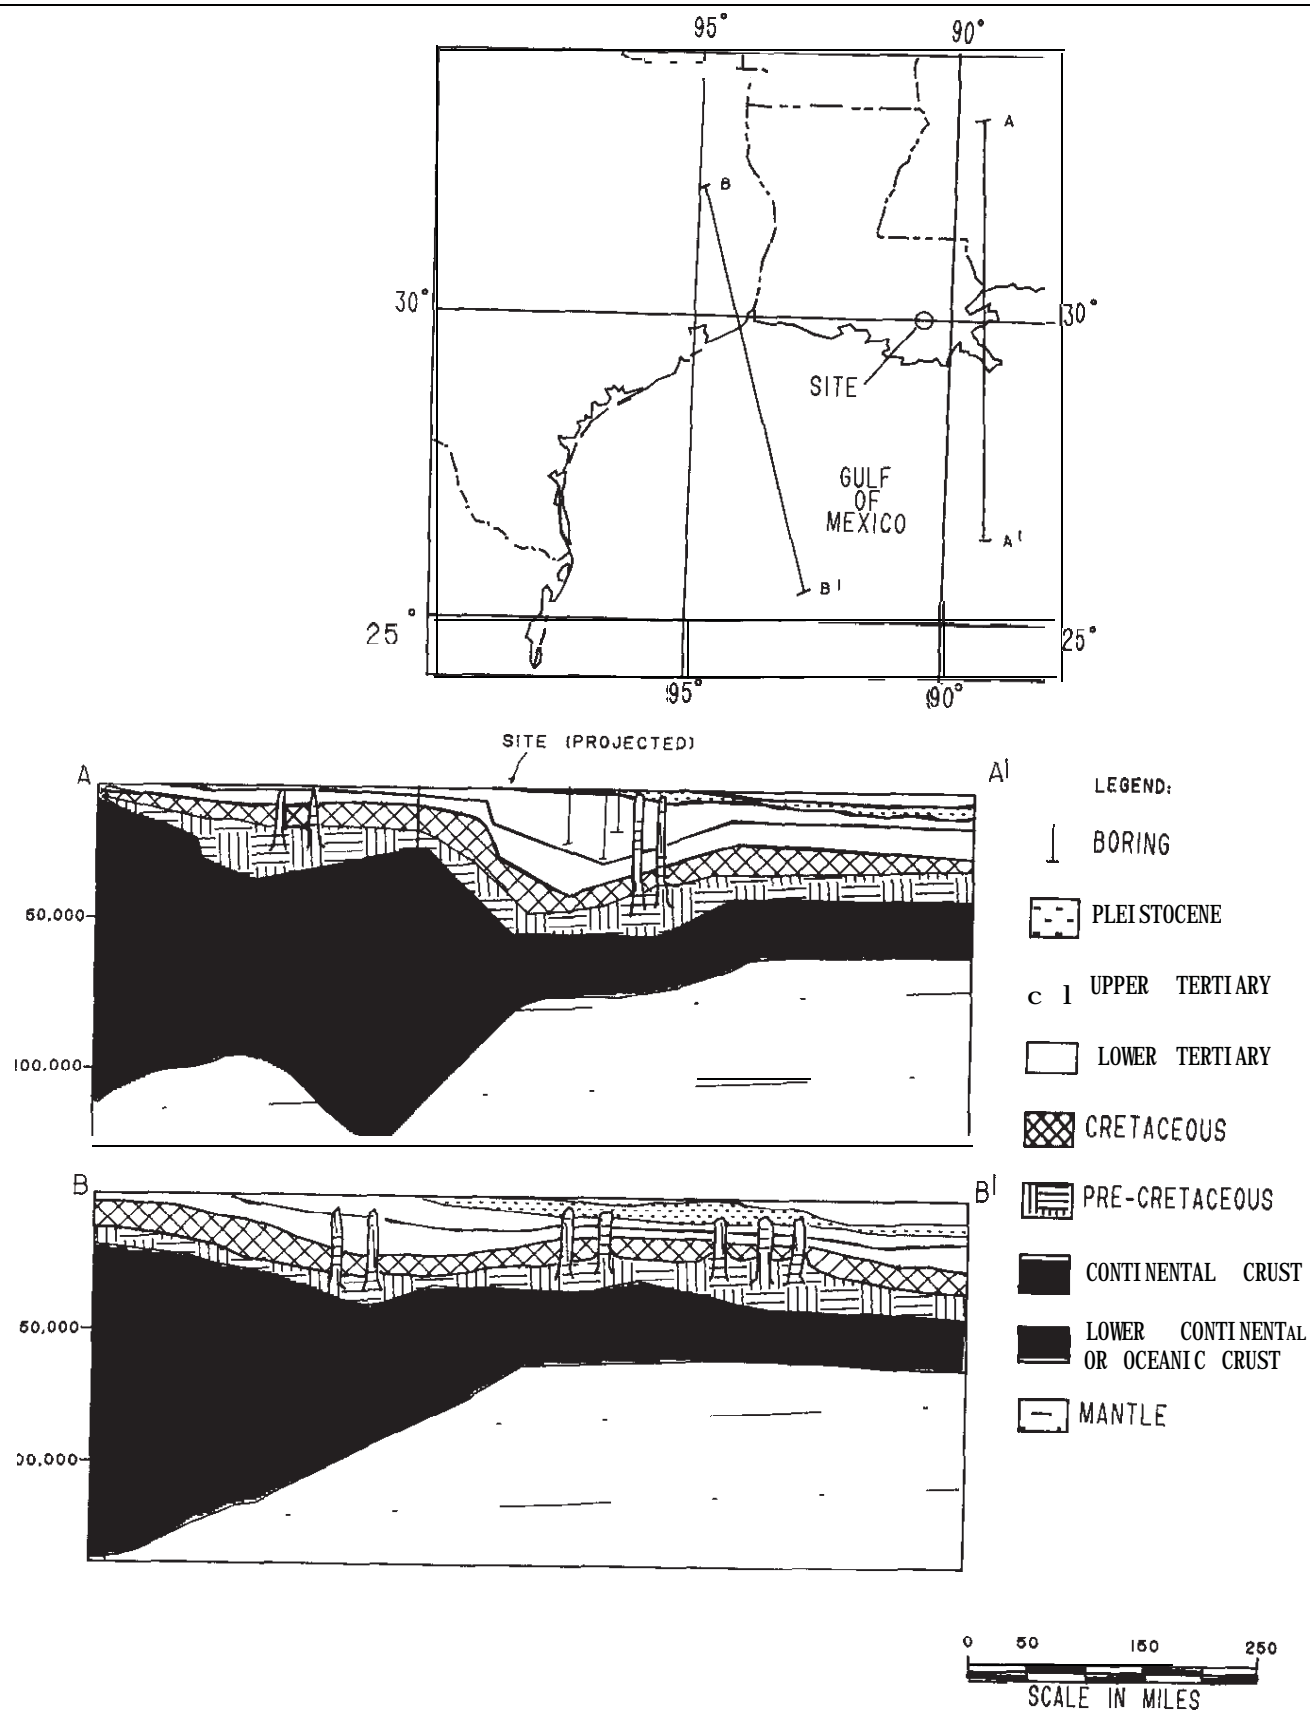 95°
90°
A
B
30°
30°
SITE
GULF
OF
MEXICO
A'
B'
25°
25°
95°
90°
SITE (PROJECTED)
A
A'
LEGEND:
BORING
50,000
PLEISTOCENE
c l UPPER TERTIARY
100,000
LOWER TERTIARY
CRETACEOUS
B
B'
PRE-CRETACEOUS
CONTINENTAL CRUST
50,000
LOWER CONTINENTAL
OR OCEANIC CRUST
MANTLE
00,000
0 50 150 250
SCALE IN MILES